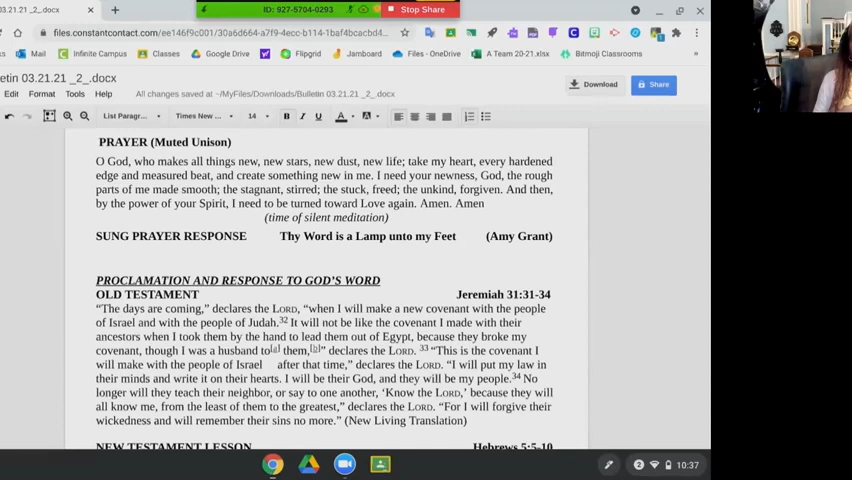 03.21.21 _2_.docx
ID: 927-5704-0293
Stop Share
files.constantcontact.com/ee146f9c001/30a6d664-a7f9-4ecc-b114-1baf4bcacbd4...
Mail Infinite Campus Classes Google Drive Flipgrid Jamboard Files - OneDrive A Team 20-21.xlsx Bitmoji Classrooms
etin 03.21.21 _2_.docx
Download Share
Edit Format Tools Help All changes saved at ~/MyFiles/Downloads/Bulletin 03.21.21 _2_.docx
List Paragr... Times New ... 14 B I U A A
PRAYER (Muted Unison)
O God, who makes all things new, new stars, new dust, new life; take my heart, every hardened
edge and measured beat, and create something new in me. I need your newness, God, the rough
parts of me made smooth; the stagnant, stirred; the stuck, freed; the unkind, forgiven. And then,
by the power of your Spirit, I need to be turned toward Love again. Amen. Amen
(time of silent meditation)
SUNG PRAYER RESPONSE Thy Word is a Lamp unto my Feet (Amy Grant)
PROCLAMATION AND RESPONSE TO GOD'S WORD
OLD TESTAMENT Jeremiah 31:31-34
“The days are coming,” declares the LORD, “when I will make a new covenant with the people
of Israel and with the people of Judah.32 It will not be like the covenant I made with their
ancestors when I took them by the hand to lead them out of Egypt, because they broke my
covenant, though I was a husband to[a] them,[b]” declares the LORD. 33 “This is the covenant I
will make with the people of Israel after that time,” declares the LORD. “I will put my law in
their minds and write it on their hearts. I will be their God, and they will be my people.34 No
longer will they teach their neighbor, or say to one another, ‘Know the LORD,’ because they will
all know me, from the least of them to the greatest,” declares the LORD. “For I will forgive their
wickedness and will remember their sins no more.” (New Living Translation)
NEW TESTAMENT LESSON Hebrews 5:5-10
2 10:37